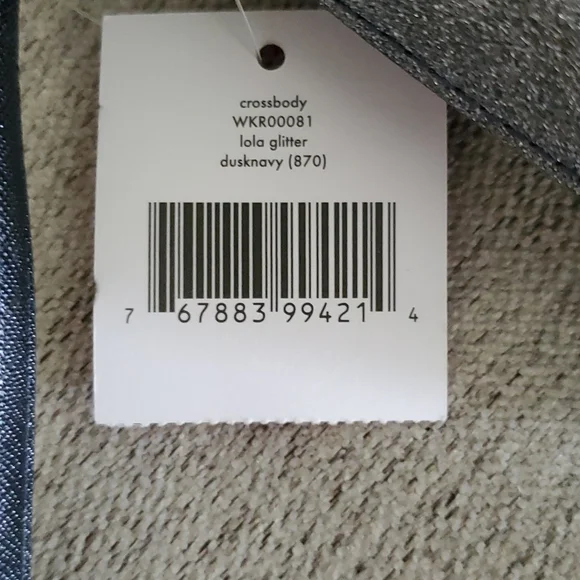 crossbody
WKR00081
lola glitter
dusknavy (870)
7 67883 99421 4